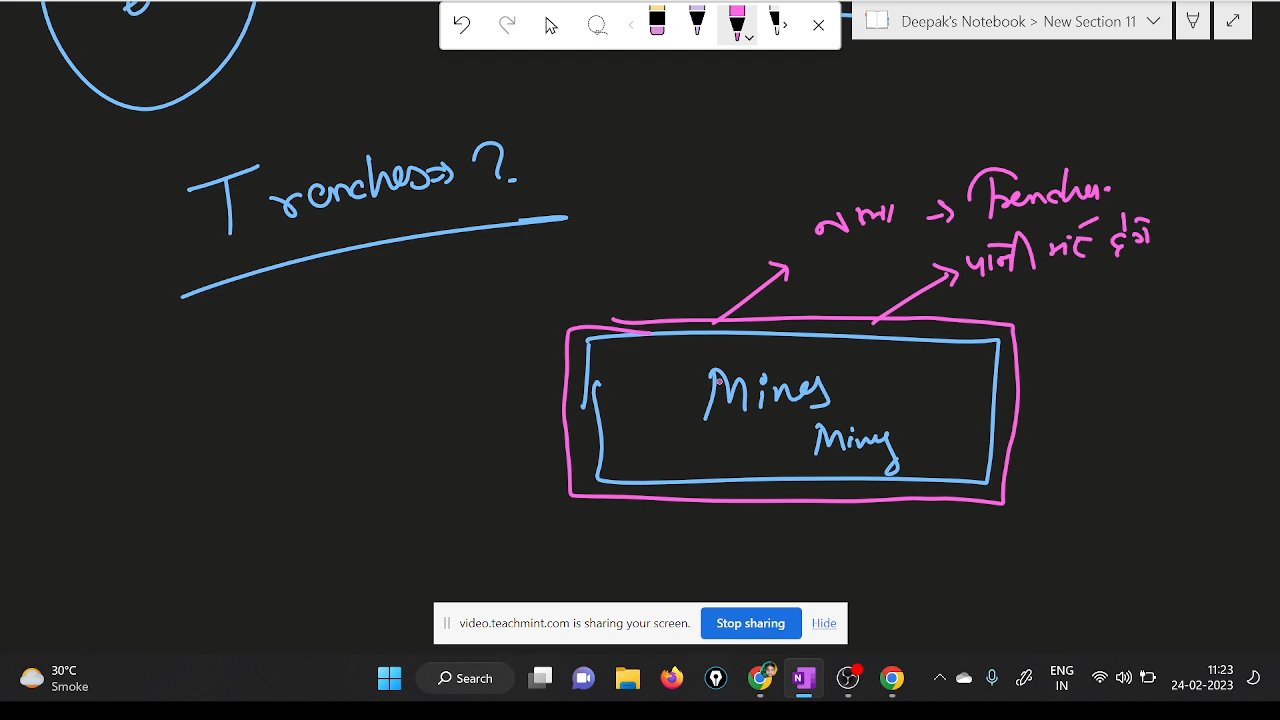 Deepak's Notebook > New Section 11
Trenches → ?
→ Trenches.
Mines
Miny
video.teachmint.com is sharing your screen.
Stop sharing
Hide
30°C
Smoke
Search
ENG
IN
11:23
24-02-2023